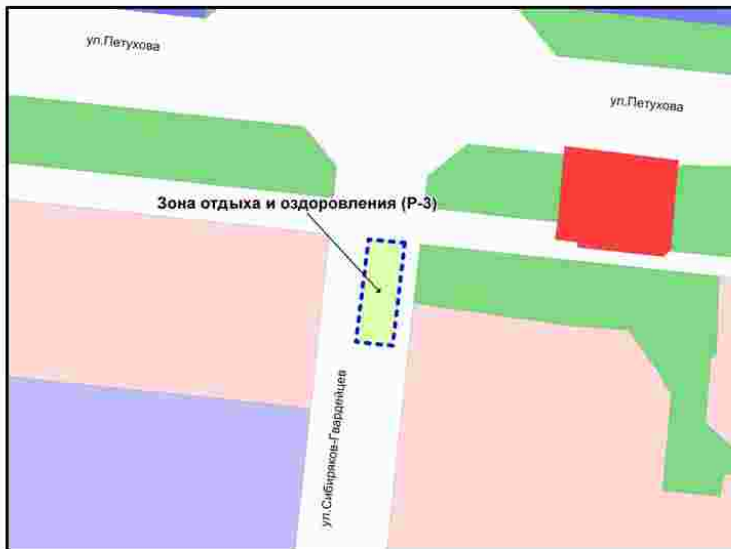 ул.Петухова
ул.Петухова
Зона отдыха и оздоровления (Р-3)
ул.Сибиряков-Гвардейцев